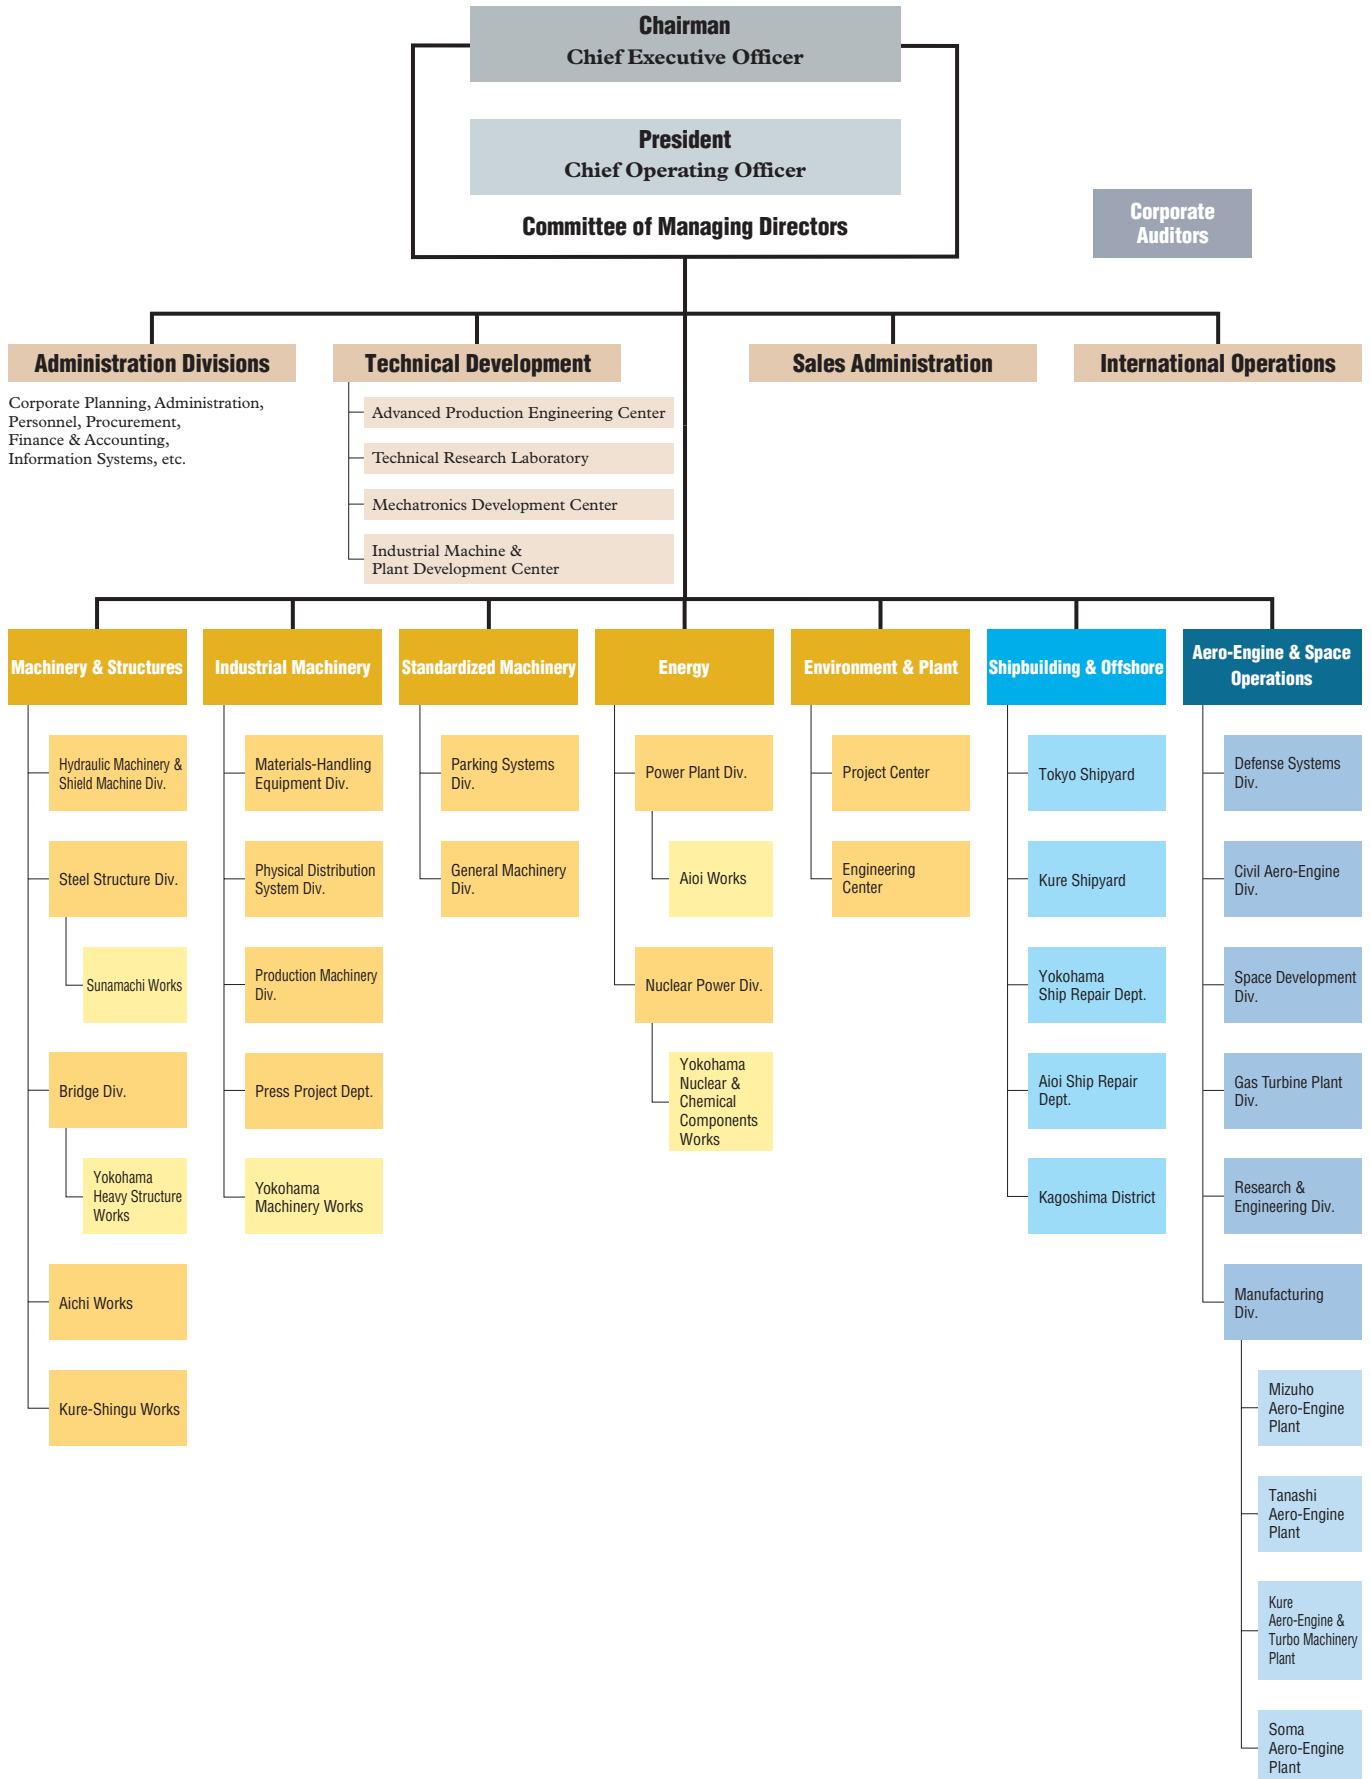 Chairman
Chief Executive Officer
President
Chief Operating Officer
Committee of Managing Directors
Corporate
Auditors
Administration Divisions
Corporate Planning, Administration,
Personnel, Procurement,
Finance & Accounting,
Information Systems, etc.
Technical Development
Advanced Production Engineering Center
Technical Research Laboratory
Mechatronics Development Center
Industrial Machine &
Plant Development Center
Sales Administration
International Operations
Machinery & Structures
Hydraulic Machinery &
Shield Machine Div.
Steel Structure Div.
Sunamachi Works
Bridge Div.
Yokohama
Heavy Structure
Works
Aichi Works
Kure-Shingu Works
Industrial Machinery
Materials-Handling
Equipment Div.
Physical Distribution
System Div.
Production Machinery
Div.
Press Project Dept.
Yokohama
Machinery Works
Standardized Machinery
Parking Systems
Div.
General Machinery
Div.
Energy
Power Plant Div.
Aioi Works
Nuclear Power Div.
Yokohama
Nuclear &
Chemical
Components
Works
Environment & Plant
Project Center
Engineering
Center
Shipbuilding & Offshore
Tokyo Shipyard
Kure Shipyard
Yokohama
Ship Repair Dept.
Aioi Ship Repair
Dept.
Kagoshima District
Aero-Engine & Space
Operations
Defense Systems
Div.
Civil Aero-Engine
Div.
Space Development
Div.
Gas Turbine Plant
Div.
Research &
Engineering Div.
Manufacturing
Div.
Mizuho
Aero-Engine
Plant
Tanashi
Aero-Engine
Plant
Kure
Aero-Engine &
Turbo Machinery
Plant
Soma
Aero-Engine
Plant